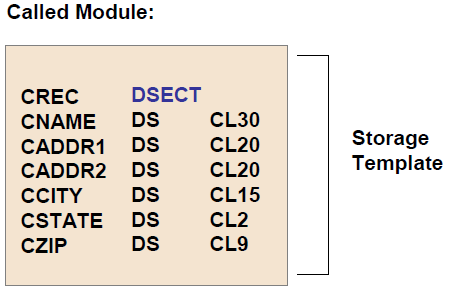 Called Module:
CREC DSECT
CNAME DS CL30
CADDR1 DS CL20
CADDR2 DS CL20
CCITY DS CL15
CSTATE DS CL2
CZIP DS CL9
Storage
Template